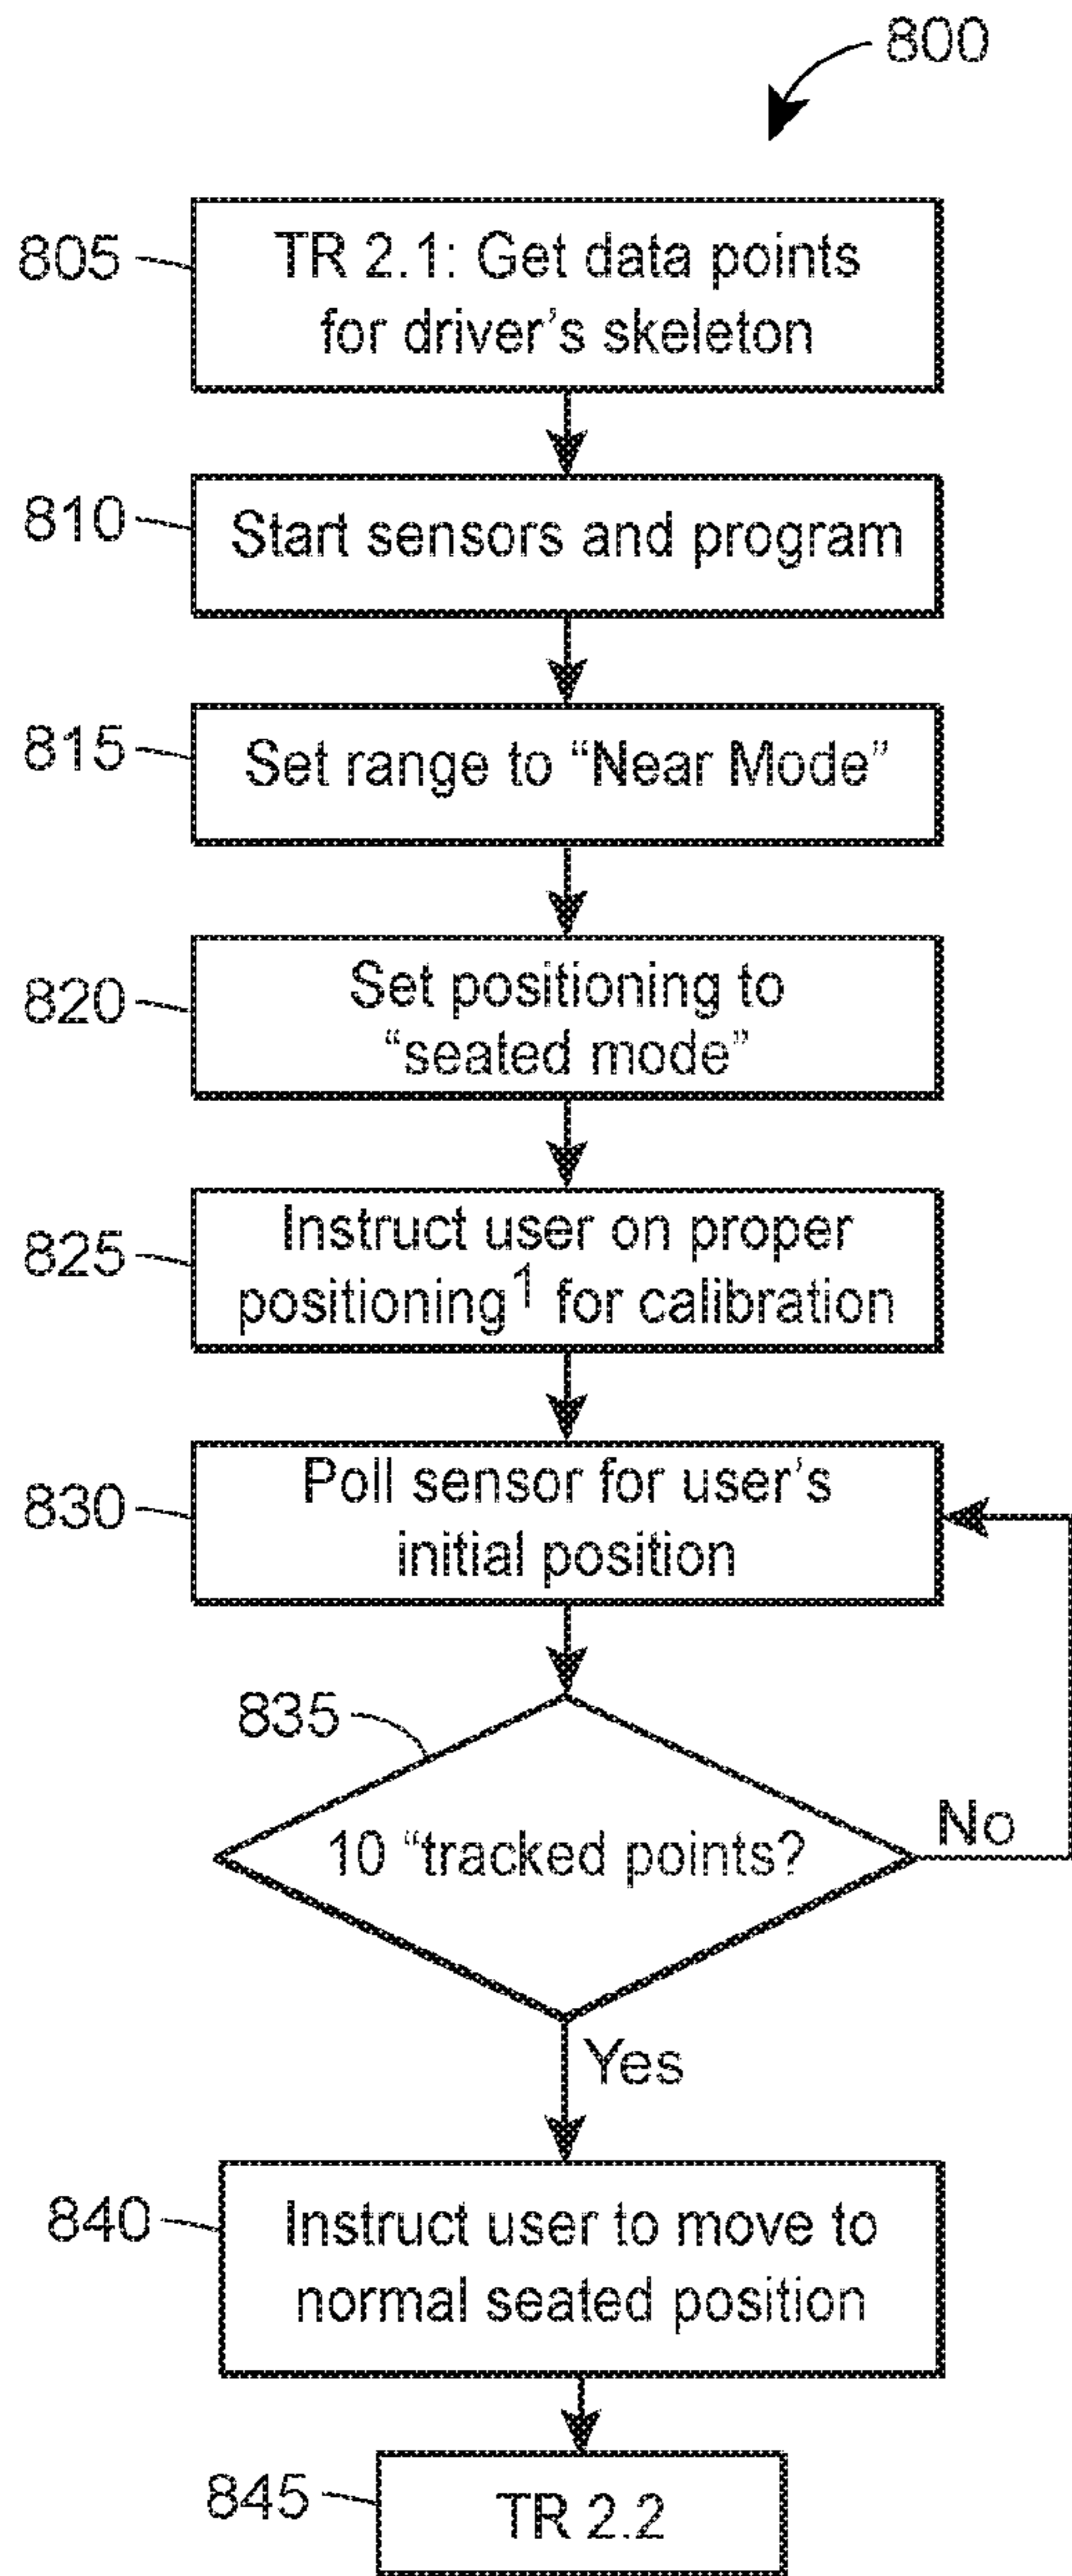 800
805
TR 2.1: Get data points
for driver’s skeleton
810
Start sensors and program
815
Set range to “Near Mode”
820
Set positioning to
“seated mode”
825
Instruct user on proper
positioning¹ for calibration
830
Poll sensor for user’s
initial position
835
10 “tracked points?
No
Yes
840
Instruct user to move to
normal seated position
845
TR 2.2